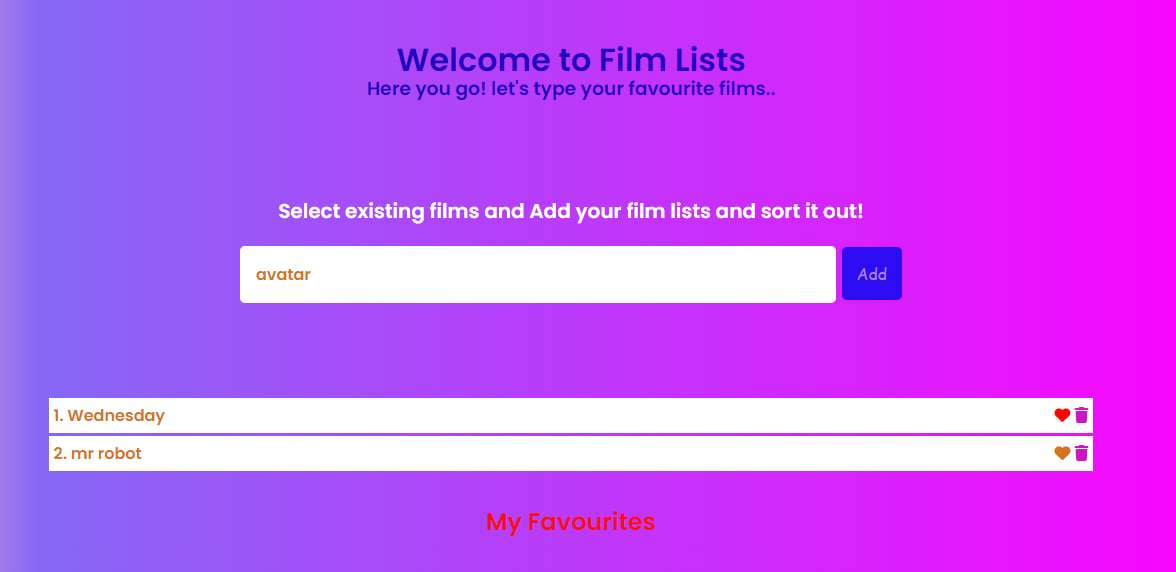 Welcome to Film Lists
Here you go! let's type your favourite films..
Select existing films and Add your film lists and sort it out!
avatar
Add
1. Wednesday
2. mr robot
My Favourites